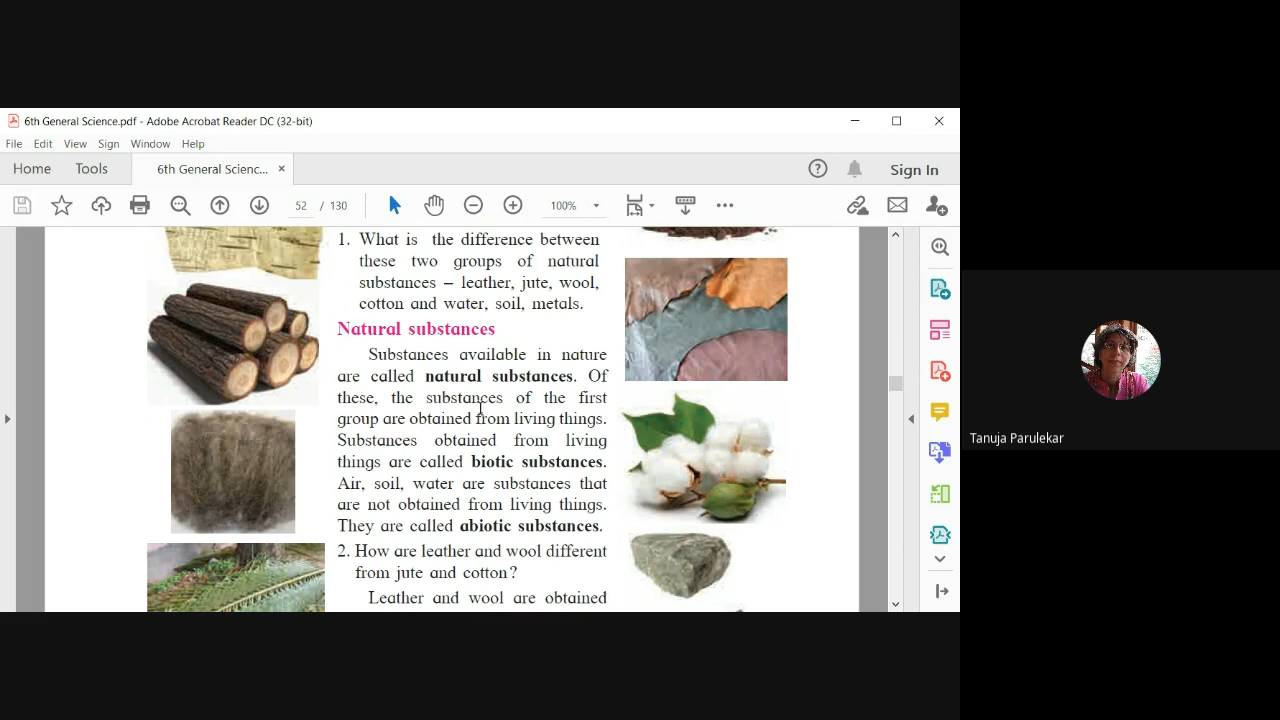 6th General Science.pdf - Adobe Acrobat Reader DC (32-bit)
File Edit View Sign Window Help
Home Tools 6th General Scienc... × Sign In
52 / 130 100%
1. What is the difference between
these two groups of natural
substances – leather, jute, wool,
cotton and water, soil, metals.
Natural substances
Substances available in nature
are called natural substances. Of
these, the substances of the first
group are obtained from living things.
Substances obtained from living
things are called biotic substances.
Air, soil, water are substances that
are not obtained from living things.
They are called abiotic substances.
2. How are leather and wool different
from jute and cotton?
Leather and wool are obtained
Tanuja Parulekar